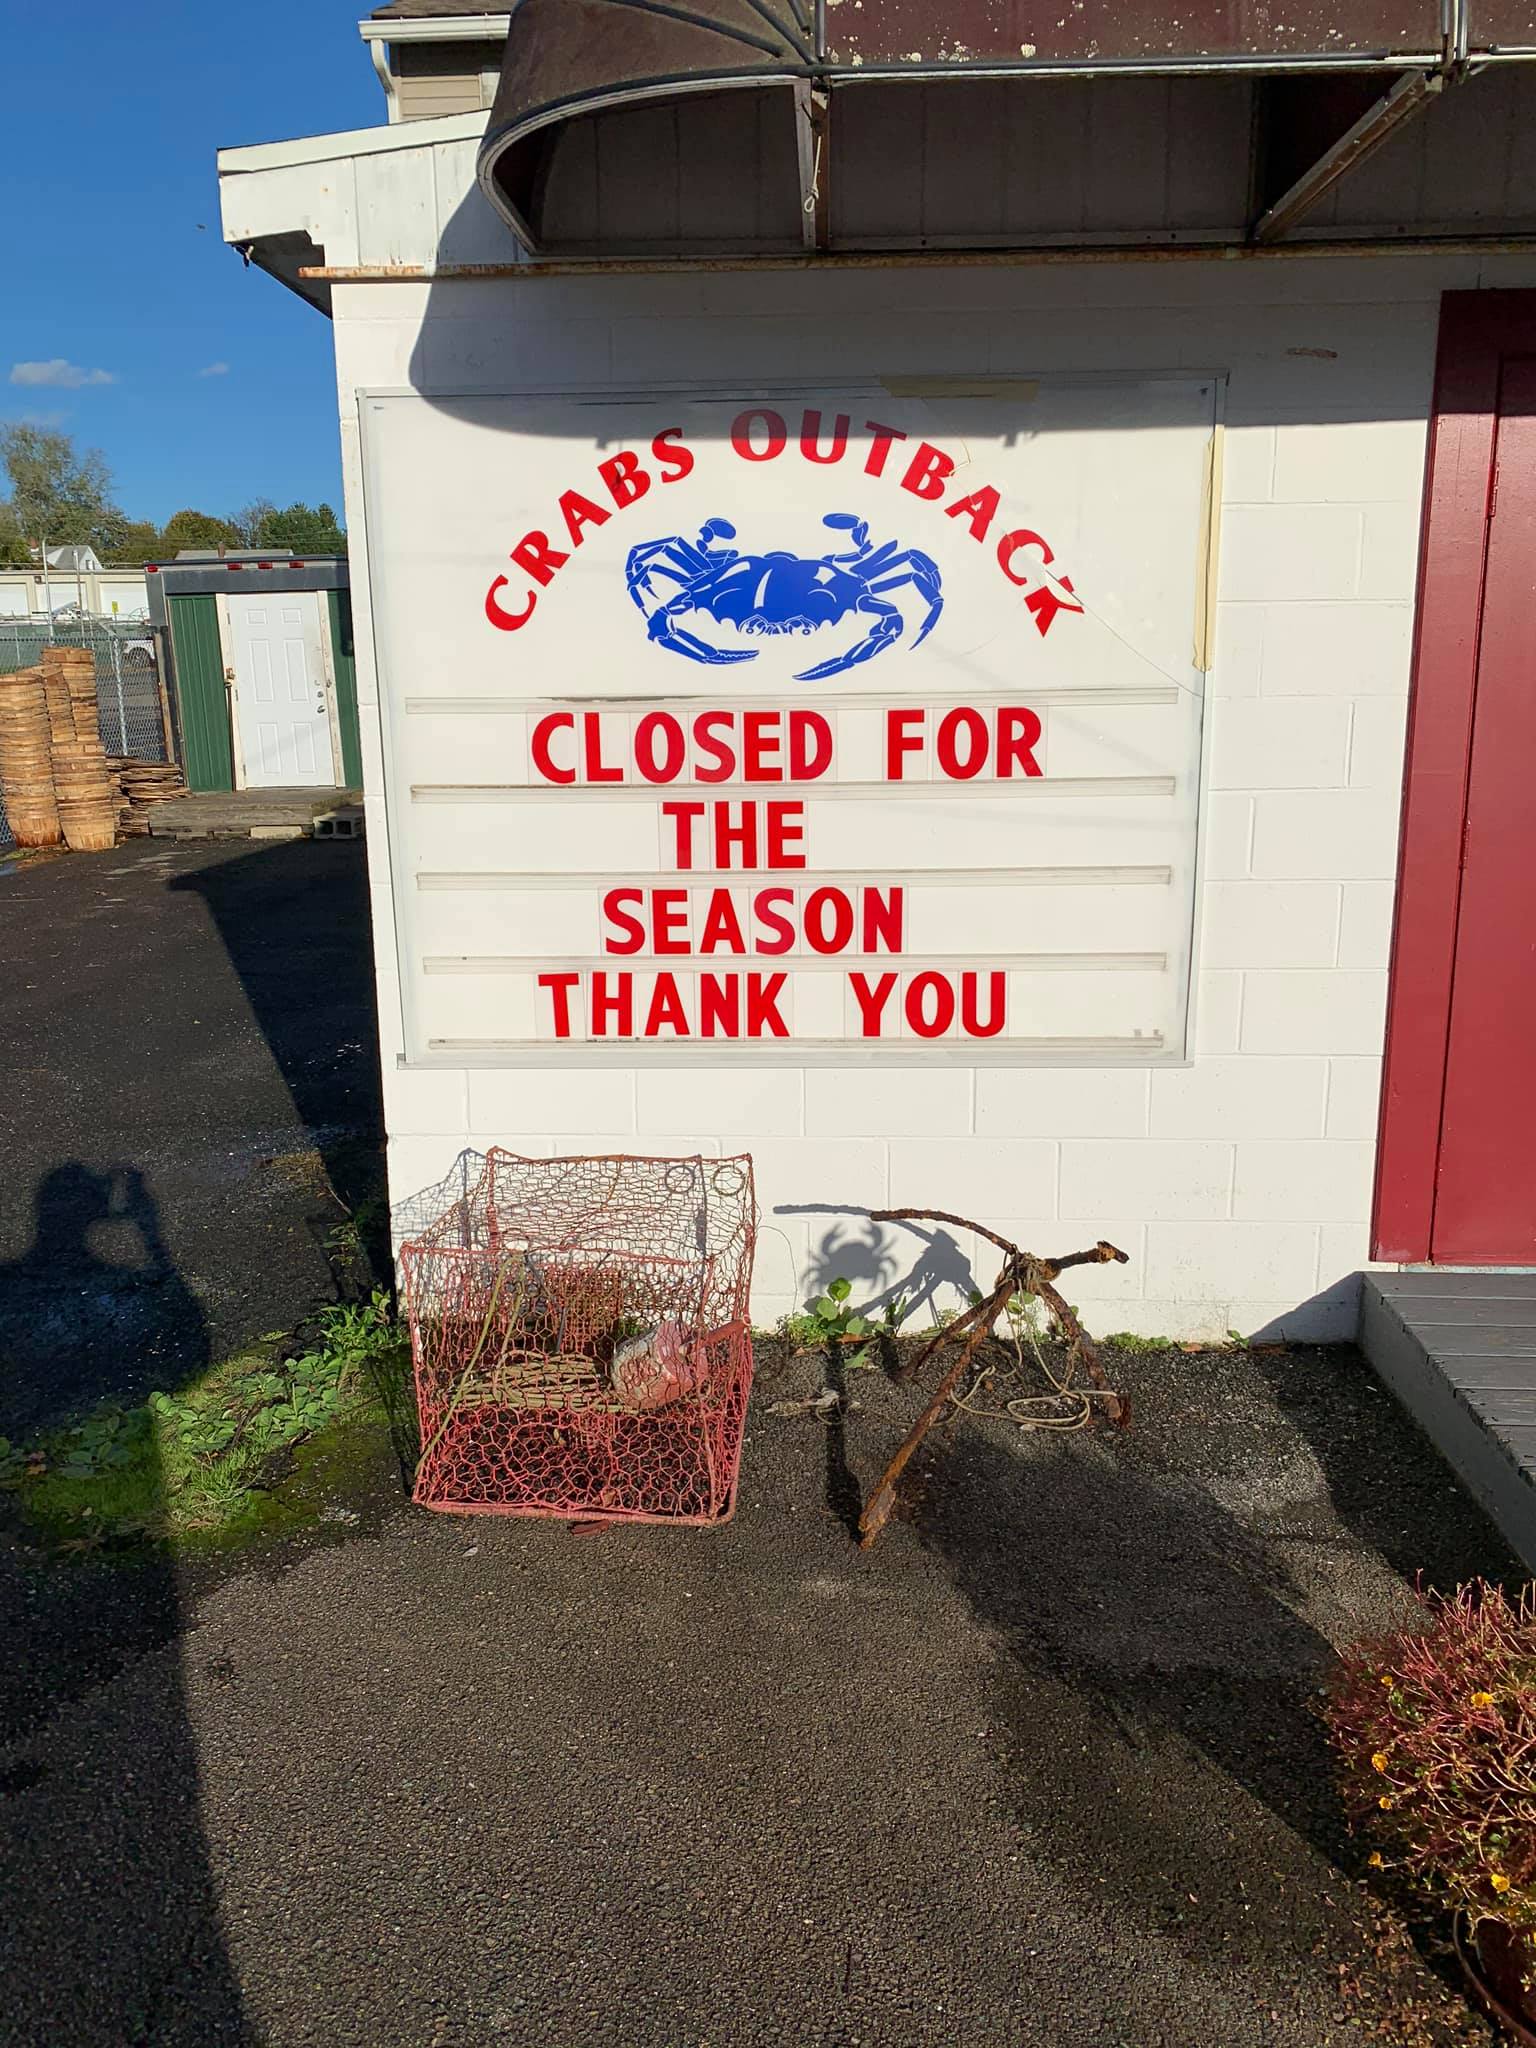 CRABS OUTBACK
CLOSED FOR
THE
SEASON
THANK YOU